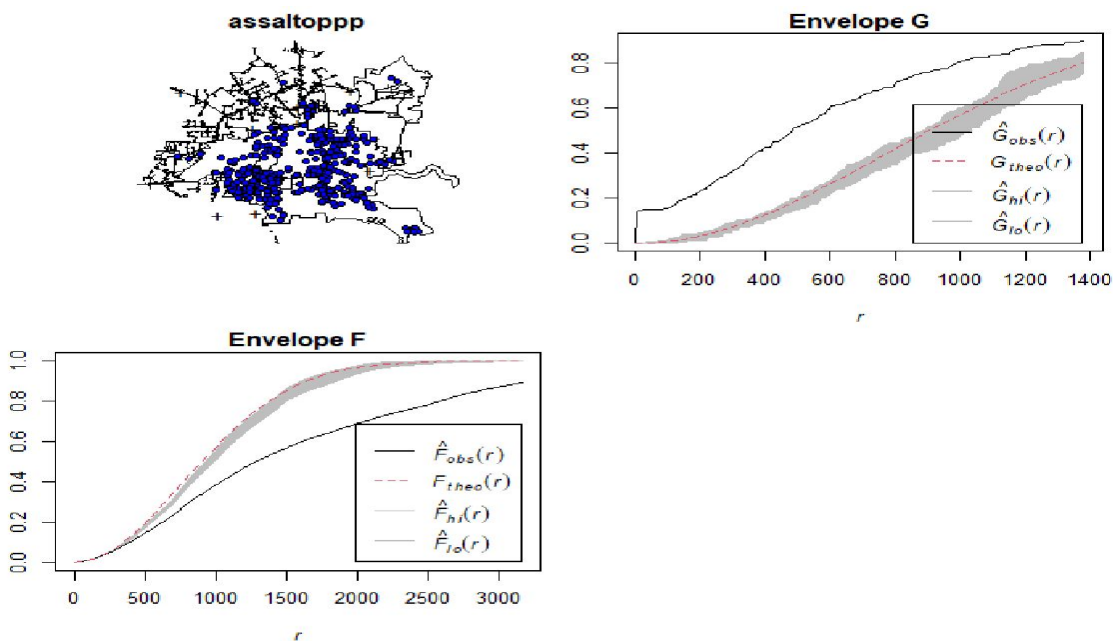 assaltoppp
Envelope G
0.0 0.2 0.4 0.6 0.8
Ĝobs(r)
Gtheo(r)
Ĝhi(r)
Ĝlo(r)
0 200 400 600 800 1000 1200 1400
r
Envelope F
0.0 0.2 0.4 0.6 0.8 1.0
F̂obs(r)
Ftheo(r)
F̂hi(r)
F̂lo(r)
0 500 1000 1500 2000 2500 3000
r